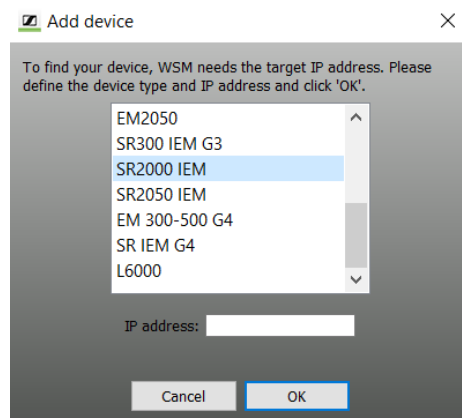 Add device
To find your device, WSM needs the target IP address. Please
define the device type and IP address and click 'OK'.
EM2050
SR300 IEM G3
SR2000 IEM
SR2050 IEM
EM 300-500 G4
SR IEM G4
L6000
IP address:
Cancel
OK